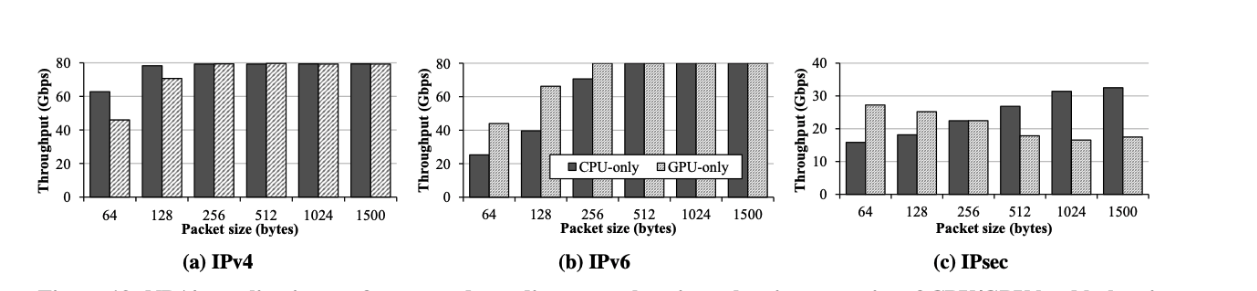 80
60
40
20
0
Throughput (Gbps)
64 128 256 512 1024 1500
Packet size (bytes)
(a) IPv4
80
60
40
20
0
Throughput (Gbps)
CPU-only GPU-only
64 128 256 512 1024 1500
Packet size (bytes)
(b) IPv6
40
30
20
10
0
Throughput (Gbps)
64 128 256 512 1024 1500
Packet size (bytes)
(c) IPsec